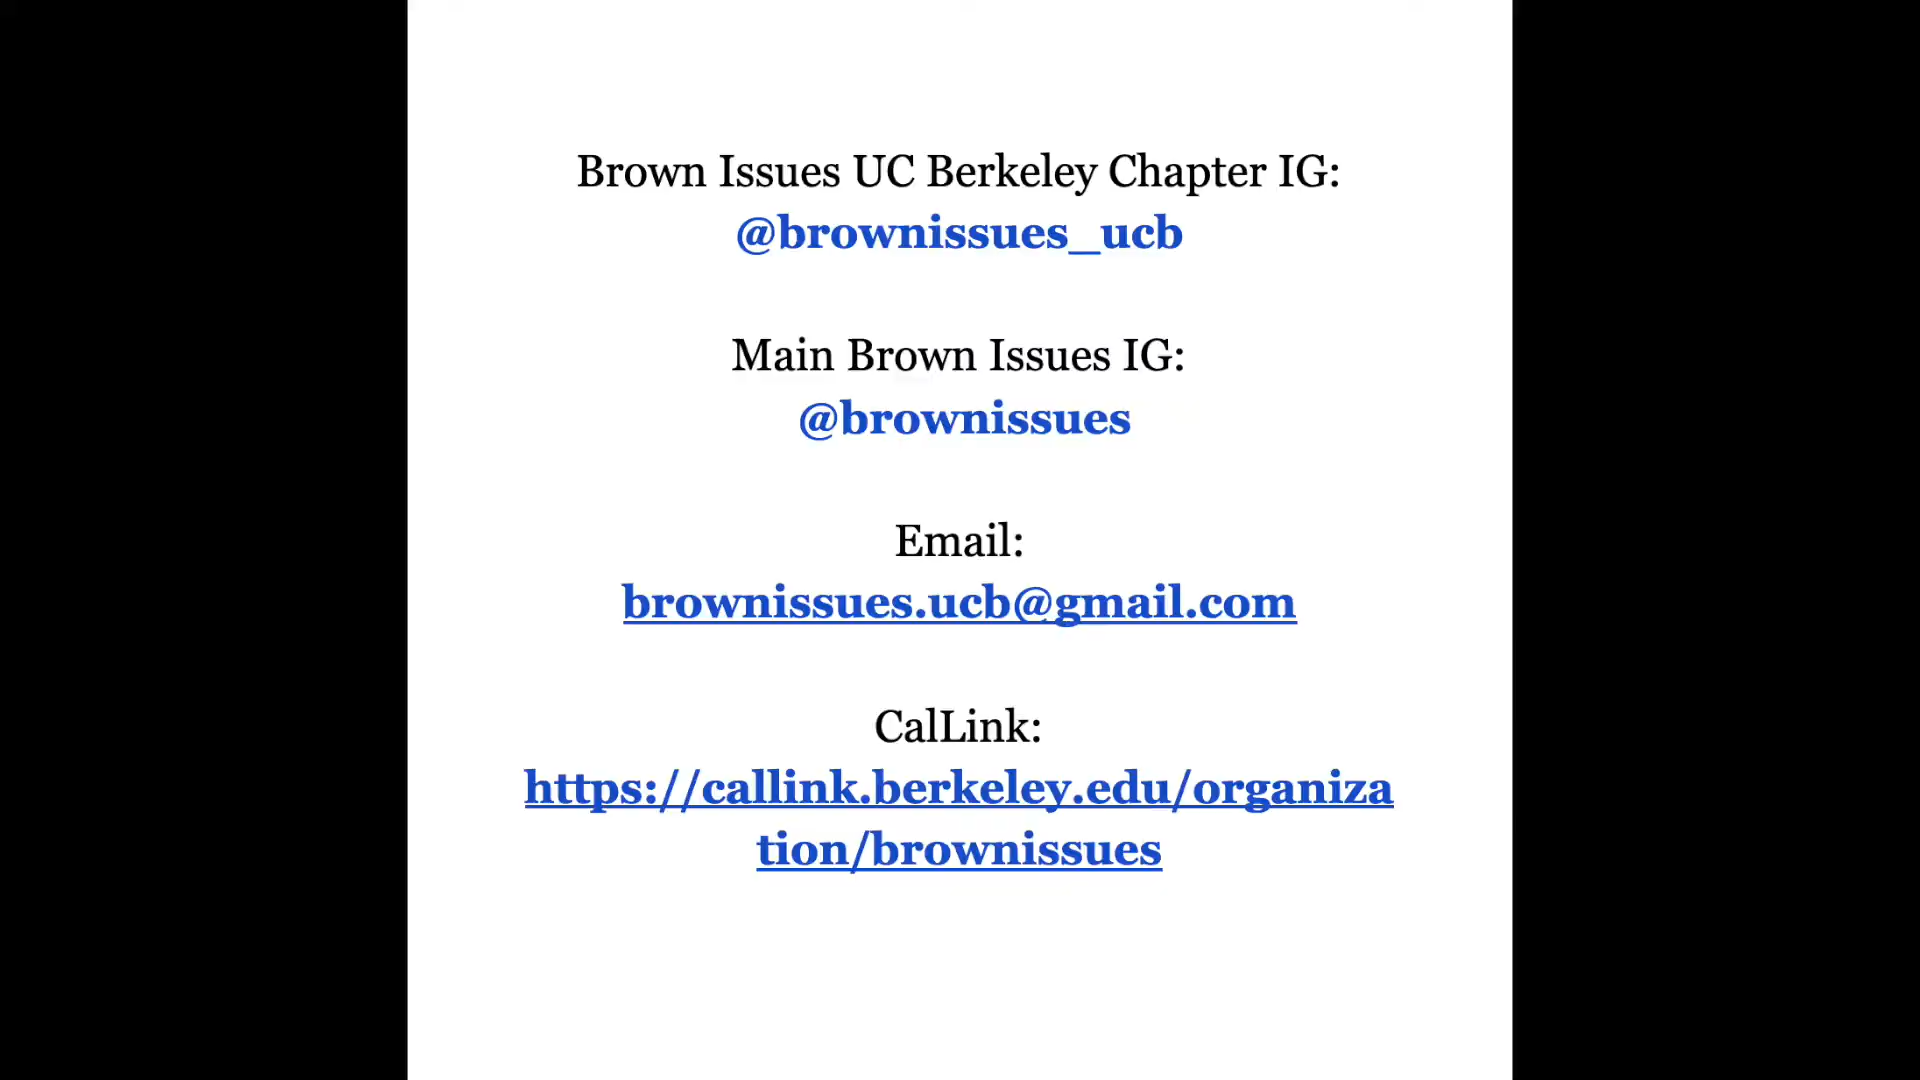 Brown Issues UC Berkeley Chapter IG:
@brownissues_ucb
Main Brown Issues IG:
@brownissues
Email:
brownissues.ucb@gmail.com
CalLink:
https://callink.berkeley.edu/organiza
tion/brownissues